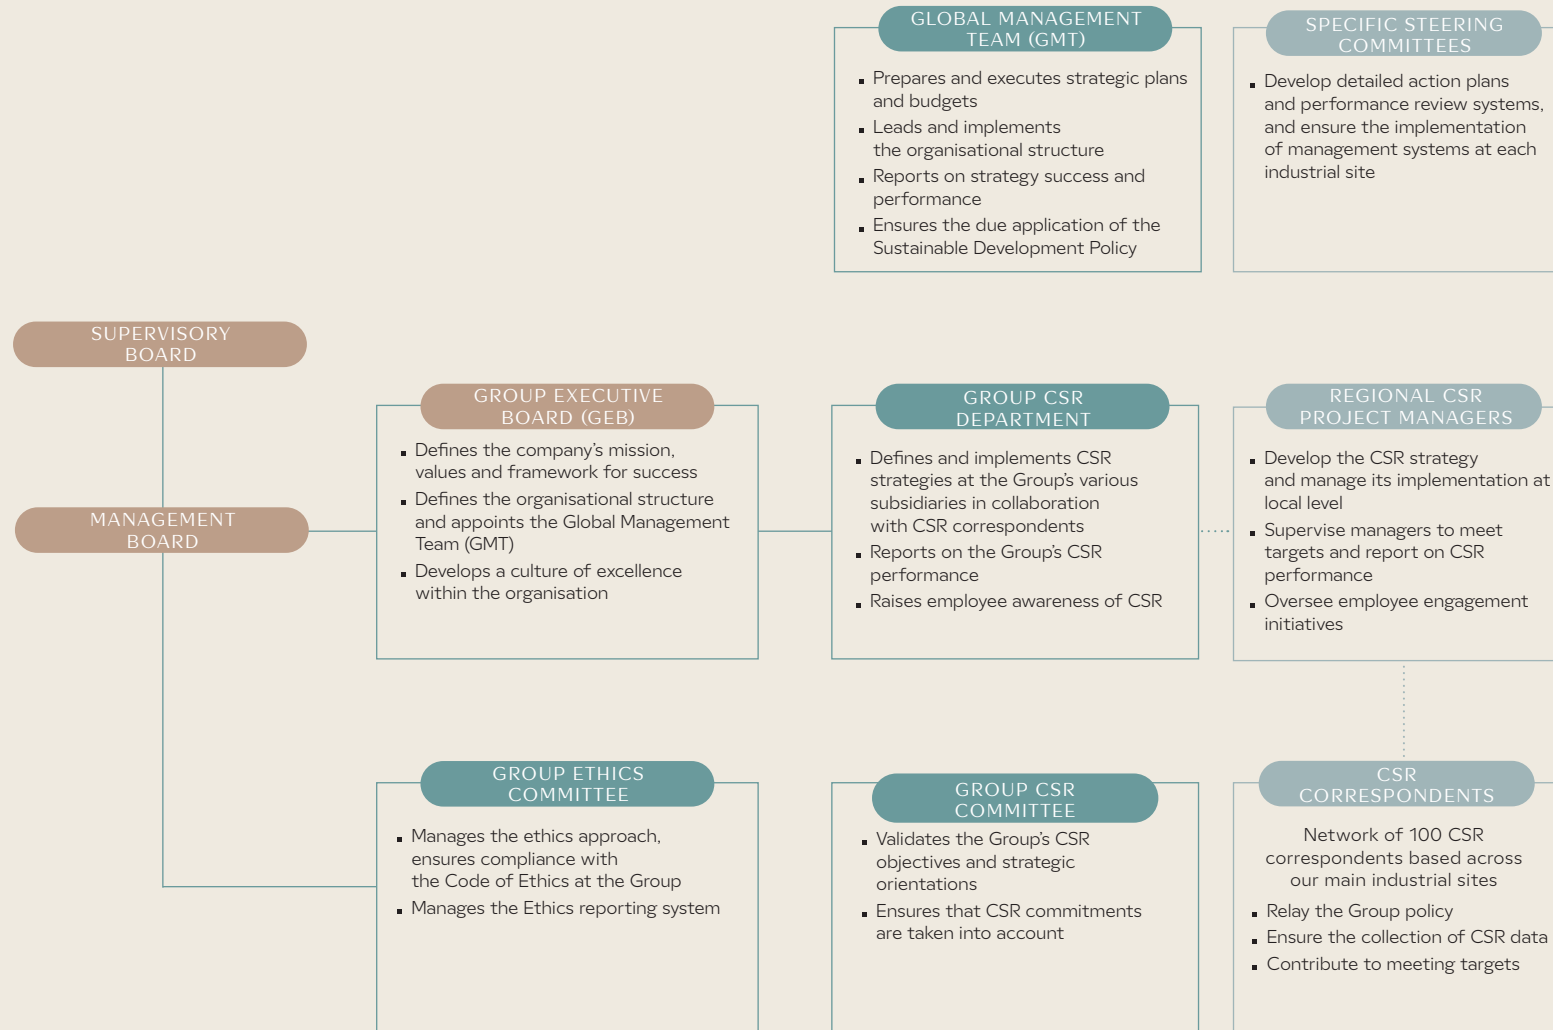 GLOBAL MANAGEMENT
TEAM (GMT)
Prepares and executes strategic plans
and budgets
Leads and implements
the organisational structure
Reports on strategy success and
performance
Ensures the due application of the
Sustainable Development Policy
SPECIFIC STEERING
COMMITTEES
Develop detailed action plans
and performance review systems,
and ensure the implementation
of management systems at each
industrial site
SUPERVISORY
BOARD
MANAGEMENT
BOARD
GROUP EXECUTIVE
BOARD (GEB)
Defines the company's mission,
values and framework for success
Defines the organisational structure
and appoints the Global Management
Team (GMT)
Develops a culture of excellence
within the organisation
GROUP CSR
DEPARTMENT
Defines and implements CSR
strategies at the Group's various
subsidiaries in collaboration
with CSR correspondents
Reports on the Group's CSR
performance
Raises employee awareness of CSR
REGIONAL CSR
PROJECT MANAGERS
Develop the CSR strategy
and manage its implementation at
local level
Supervise managers to meet
targets and report on CSR
performance
Oversee employee engagement
initiatives
GROUP ETHICS
COMMITTEE
Manages the ethics approach,
ensures compliance with
the Code of Ethics at the Group
Manages the Ethics reporting system
GROUP CSR
COMMITTEE
Validates the Group's CSR
objectives and strategic
orientations
Ensures that CSR commitments
are taken into account
CSR
CORRESPONDENTS
Network of 100 CSR
correspondents based across
our main industrial sites
Relay the Group policy
Ensure the collection of CSR data
Contribute to meeting targets